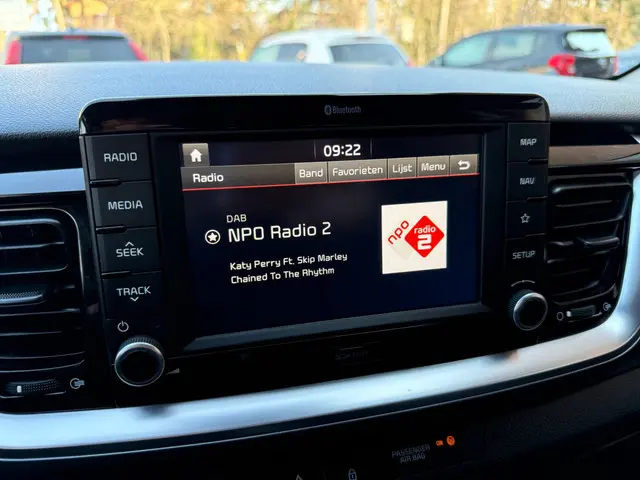 Bluetooth
RADIO
MEDIA
SEEK
TRACK
09:22
Radio
Band
Favorieten
Lijst
Menu
DAB
NPO Radio 2
Katy Perry Ft. Skip Marley
Chained To The Rhythm
npo
radio
2
MAP
NAV
SETUP
PASSENGER
AIR BAG
ON